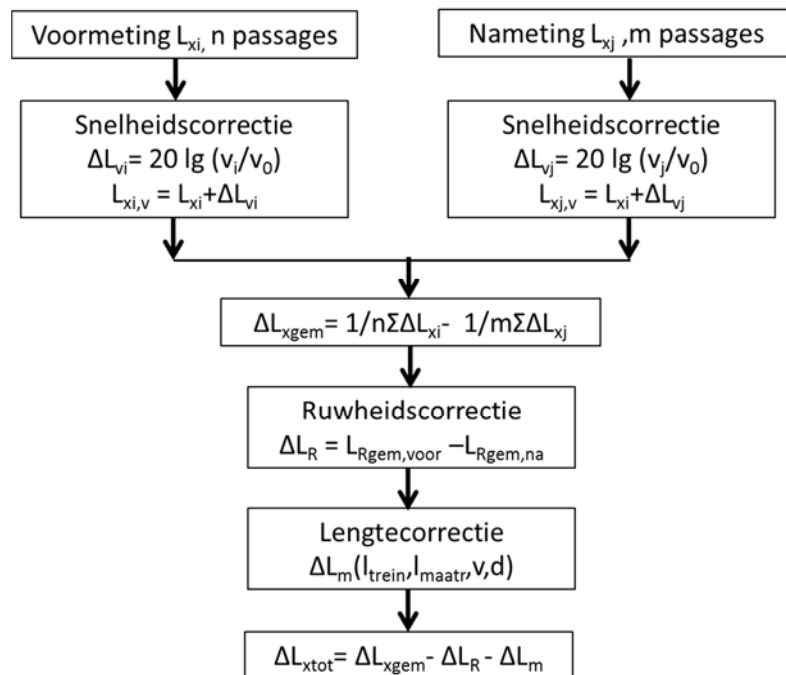 Voormeting Lxi, n passages
Nameting Lxj ,m passages
Snelheidscorrectie
ΔLvi= 20 lg (vi/v0)
Lxi,v = Lxi+ΔLvi
Snelheidscorrectie
ΔLvj= 20 lg (vj/v0)
Lxj,v = Lxi+ΔLvj
ΔLxgem= 1/nΣΔLxi- 1/mΣΔLxj
Ruwheidscorrectie
ΔLR = LRgem,voor –LRgem,na
Lengtecorrectie
ΔLm(ltrein,lmaatr,v,d)
ΔLxtot= ΔLxgem- ΔLR - ΔLm